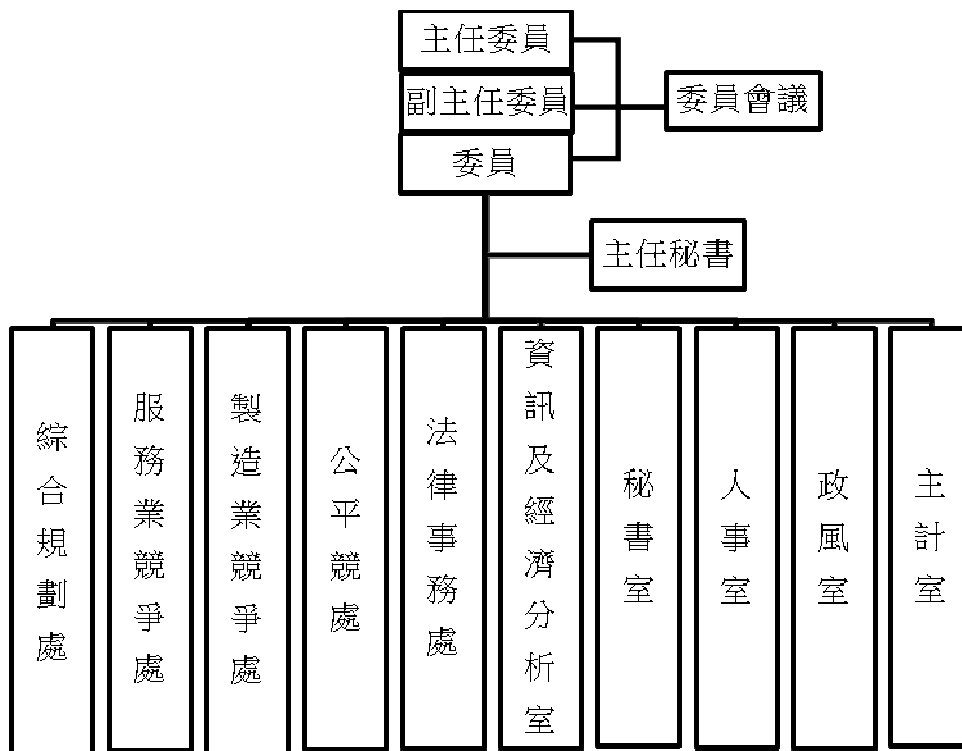 主任委員
副主任委員
委員
委員會議
主任秘書
綜合規劃處
服務業競爭處
製造業競爭處
公平競處
法律事務處
資訊及經濟分析室
秘書室
人事室
政風室
主計室